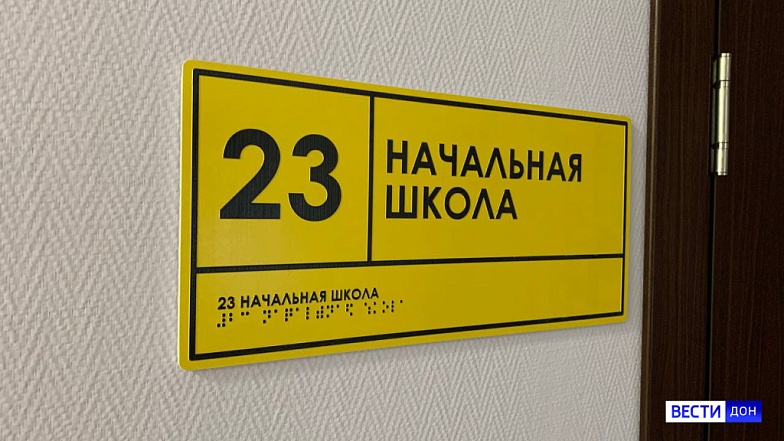 23
НАЧАЛЬНАЯ
ШКОЛА
23 НАЧАЛЬНАЯ ШКОЛА
ВЕСТИ ДОН